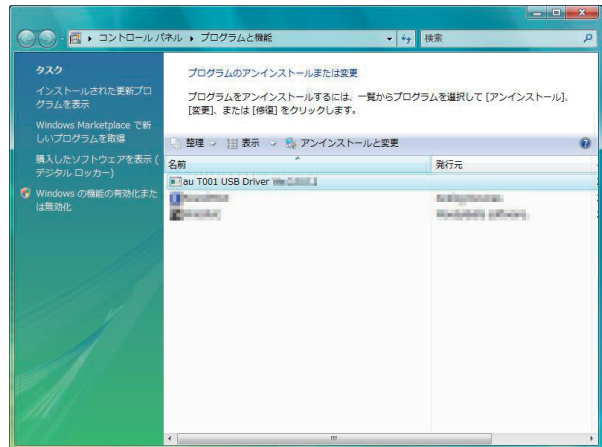 コントロール パネル ▸ プログラムと機能
検索
タスク
インストールされた更新プロ
グラムを表示
Windows Marketplace で新
しいプログラムを取得
購入したソフトウェアを表示 (
デジタル ロッカー)
Windows の機能の有効化また
は無効化
プログラムのアンインストールまたは変更
プログラムをアンインストールするには、一覧からプログラムを選択して [アンインストール]、
[変更]、または [修復] をクリックします。
整理 表示 アンインストールと変更
名前 発行元
au T001 USB Driver